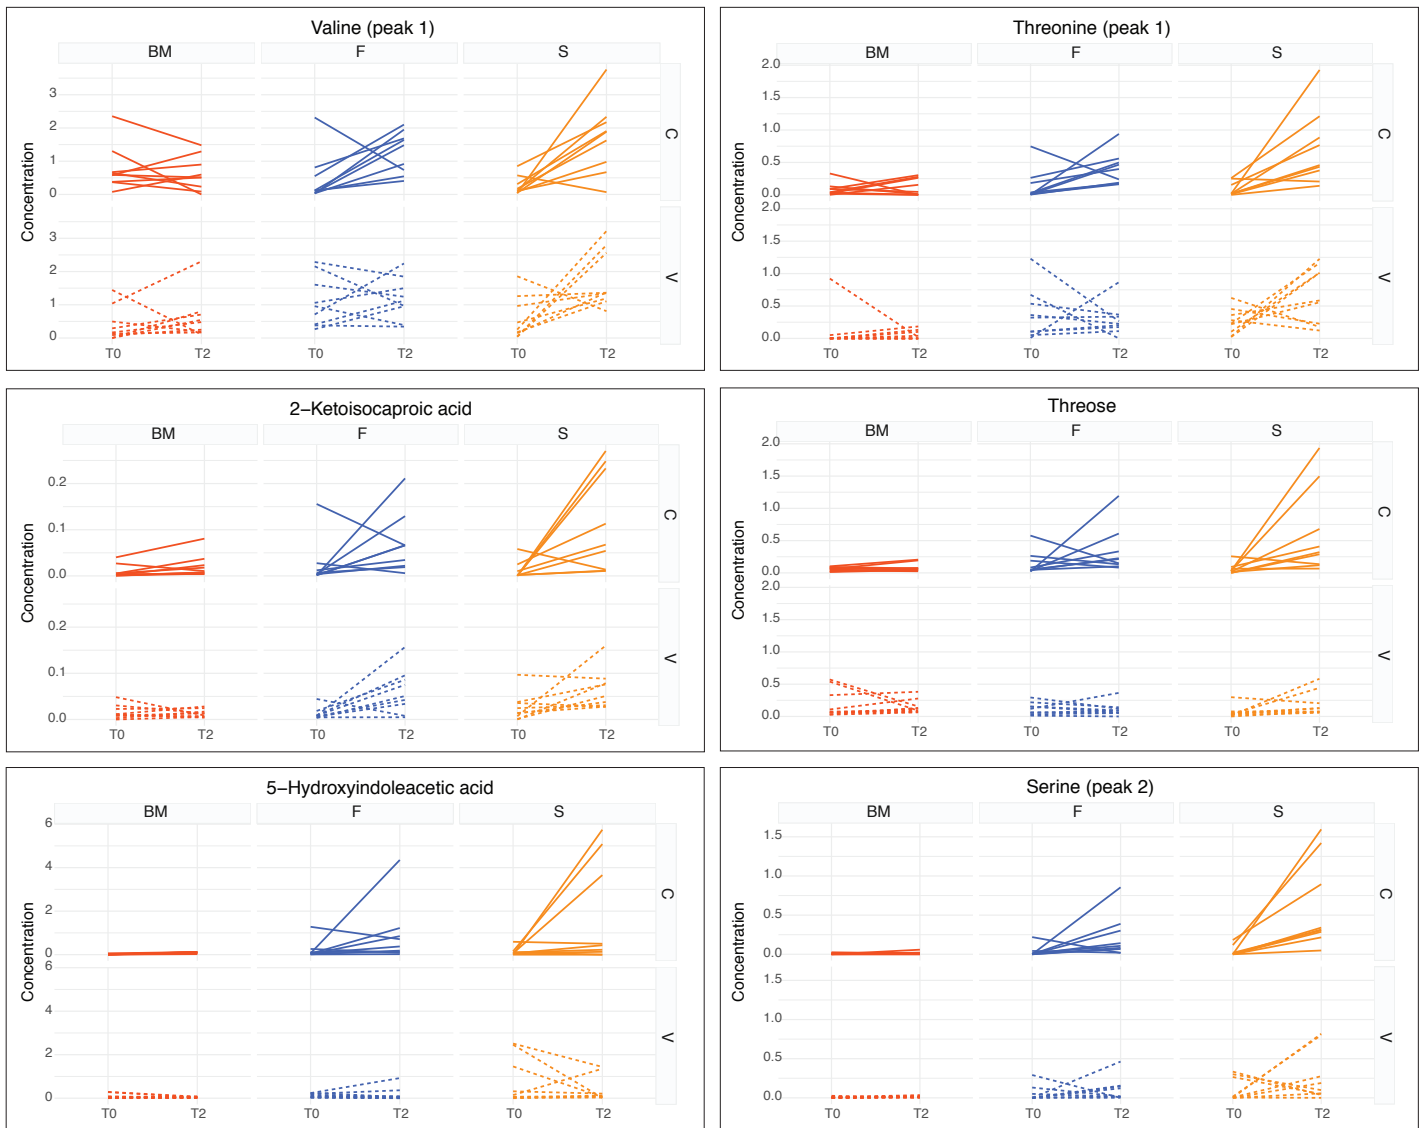 Valine (peak 1)
BM F S
3
2
1
0
C
3
2
1
0
V
Concentration
T0 T2 T0 T2 T0 T2
Threonine (peak 1)
BM F S
2.0
1.5
1.0
0.5
0.0
C
2.0
1.5
1.0
0.5
0.0
V
Concentration
T0 T2 T0 T2 T0 T2
2−Ketoisocaproic acid
BM F S
0.2
0.1
0.0
C
0.2
0.1
0.0
V
Concentration
T0 T2 T0 T2 T0 T2
Threose
BM F S
2.0
1.5
1.0
0.5
0.0
C
2.0
1.5
1.0
0.5
0.0
V
Concentration
T0 T2 T0 T2 T0 T2
5−Hydroxyindoleacetic acid
BM F S
6
4
2
0
C
6
4
2
0
V
Concentration
T0 T2 T0 T2 T0 T2
Serine (peak 2)
BM F S
1.5
1.0
0.5
0.0
C
1.5
1.0
0.5
0.0
V
Concentration
T0 T2 T0 T2 T0 T2